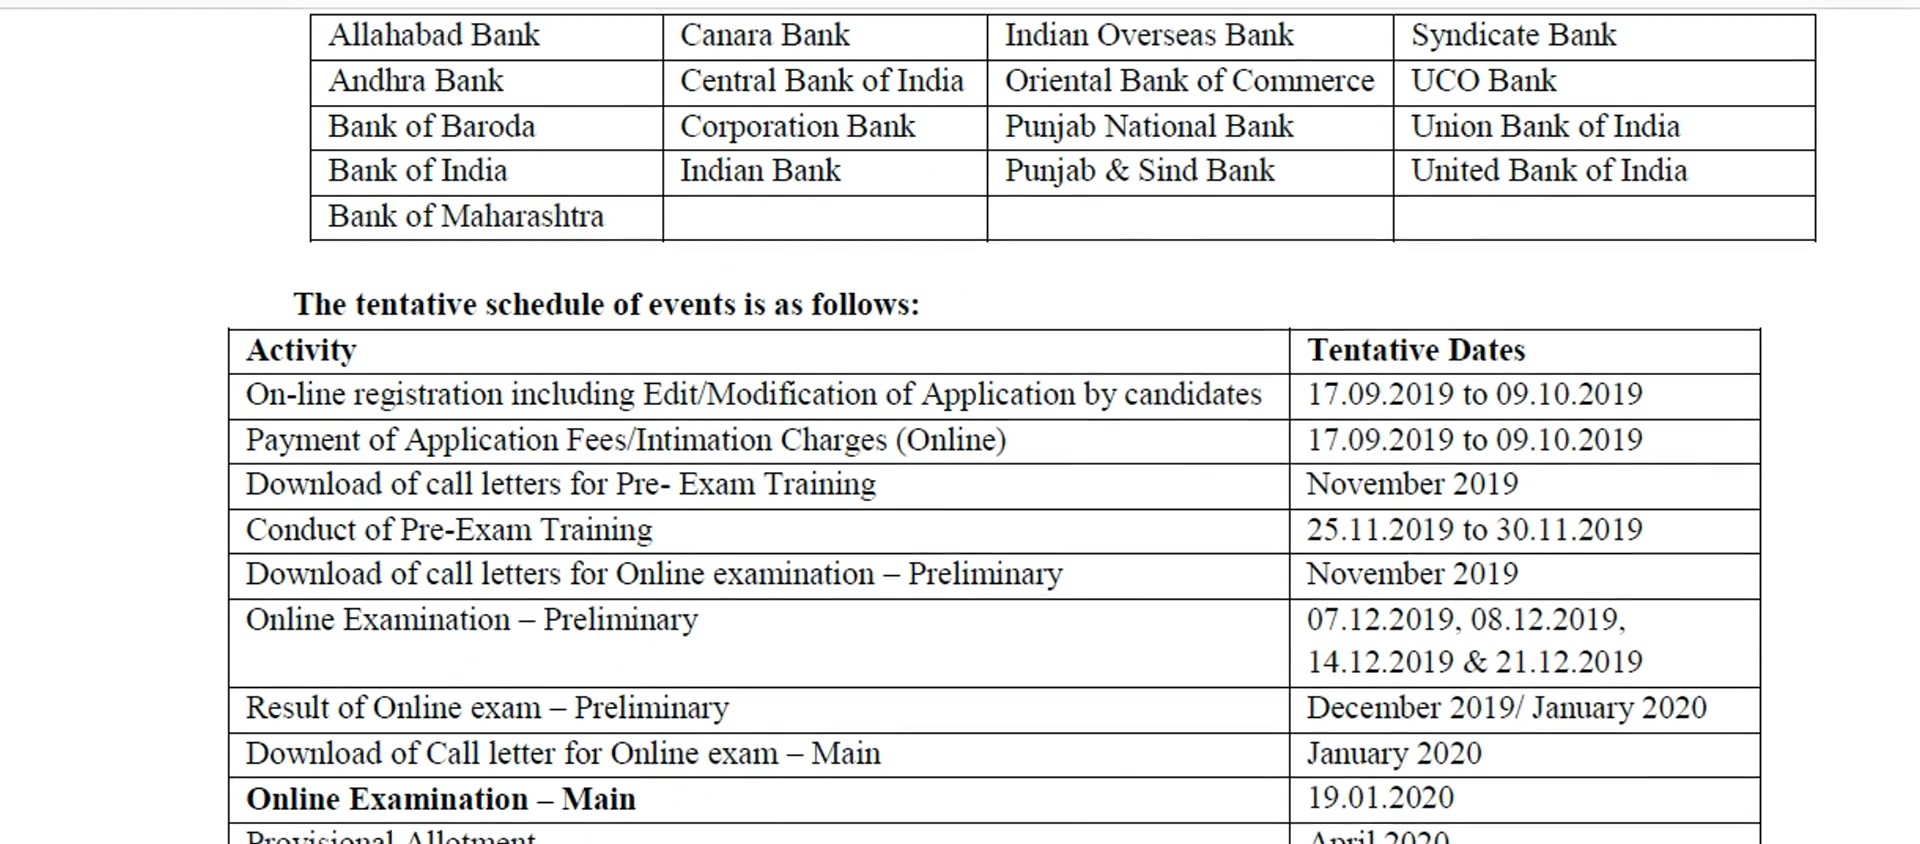 Allahabad Bank Canara Bank Indian Overseas Bank Syndicate Bank
Andhra Bank Central Bank of India Oriental Bank of Commerce UCO Bank
Bank of Baroda Corporation Bank Punjab National Bank Union Bank of India
Bank of India Indian Bank Punjab & Sind Bank United Bank of India
Bank of Maharashtra
The tentative schedule of events is as follows:
Activity Tentative Dates
On-line registration including Edit/Modification of Application by candidates 17.09.2019 to 09.10.2019
Payment of Application Fees/Intimation Charges (Online) 17.09.2019 to 09.10.2019
Download of call letters for Pre- Exam Training November 2019
Conduct of Pre-Exam Training 25.11.2019 to 30.11.2019
Download of call letters for Online examination – Preliminary November 2019
Online Examination – Preliminary 07.12.2019, 08.12.2019,
14.12.2019 & 21.12.2019
Result of Online exam – Preliminary December 2019/ January 2020
Download of Call letter for Online exam – Main January 2020
Online Examination – Main 19.01.2020
Provisional Allotment April 2020